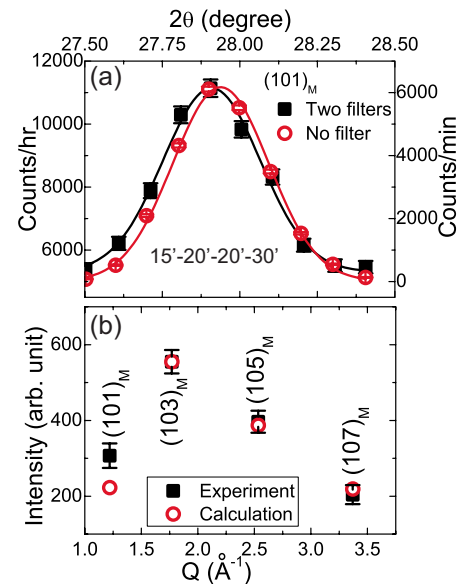 2θ (degree)
27.50 27.75 28.00 28.25 28.50
(a)
(101)M
Two filters
No filter
15'-20'-20'-30'
Counts/hr
12000
10000
8000
6000
Counts/min
6000
4000
2000
0
(b)
(101)M
(103)M
(105)M
(107)M
Experiment
Calculation
Intensity (arb. unit)
600
400
200
1.0 1.5 2.0 2.5 3.0 3.5
Q (Å⁻¹)